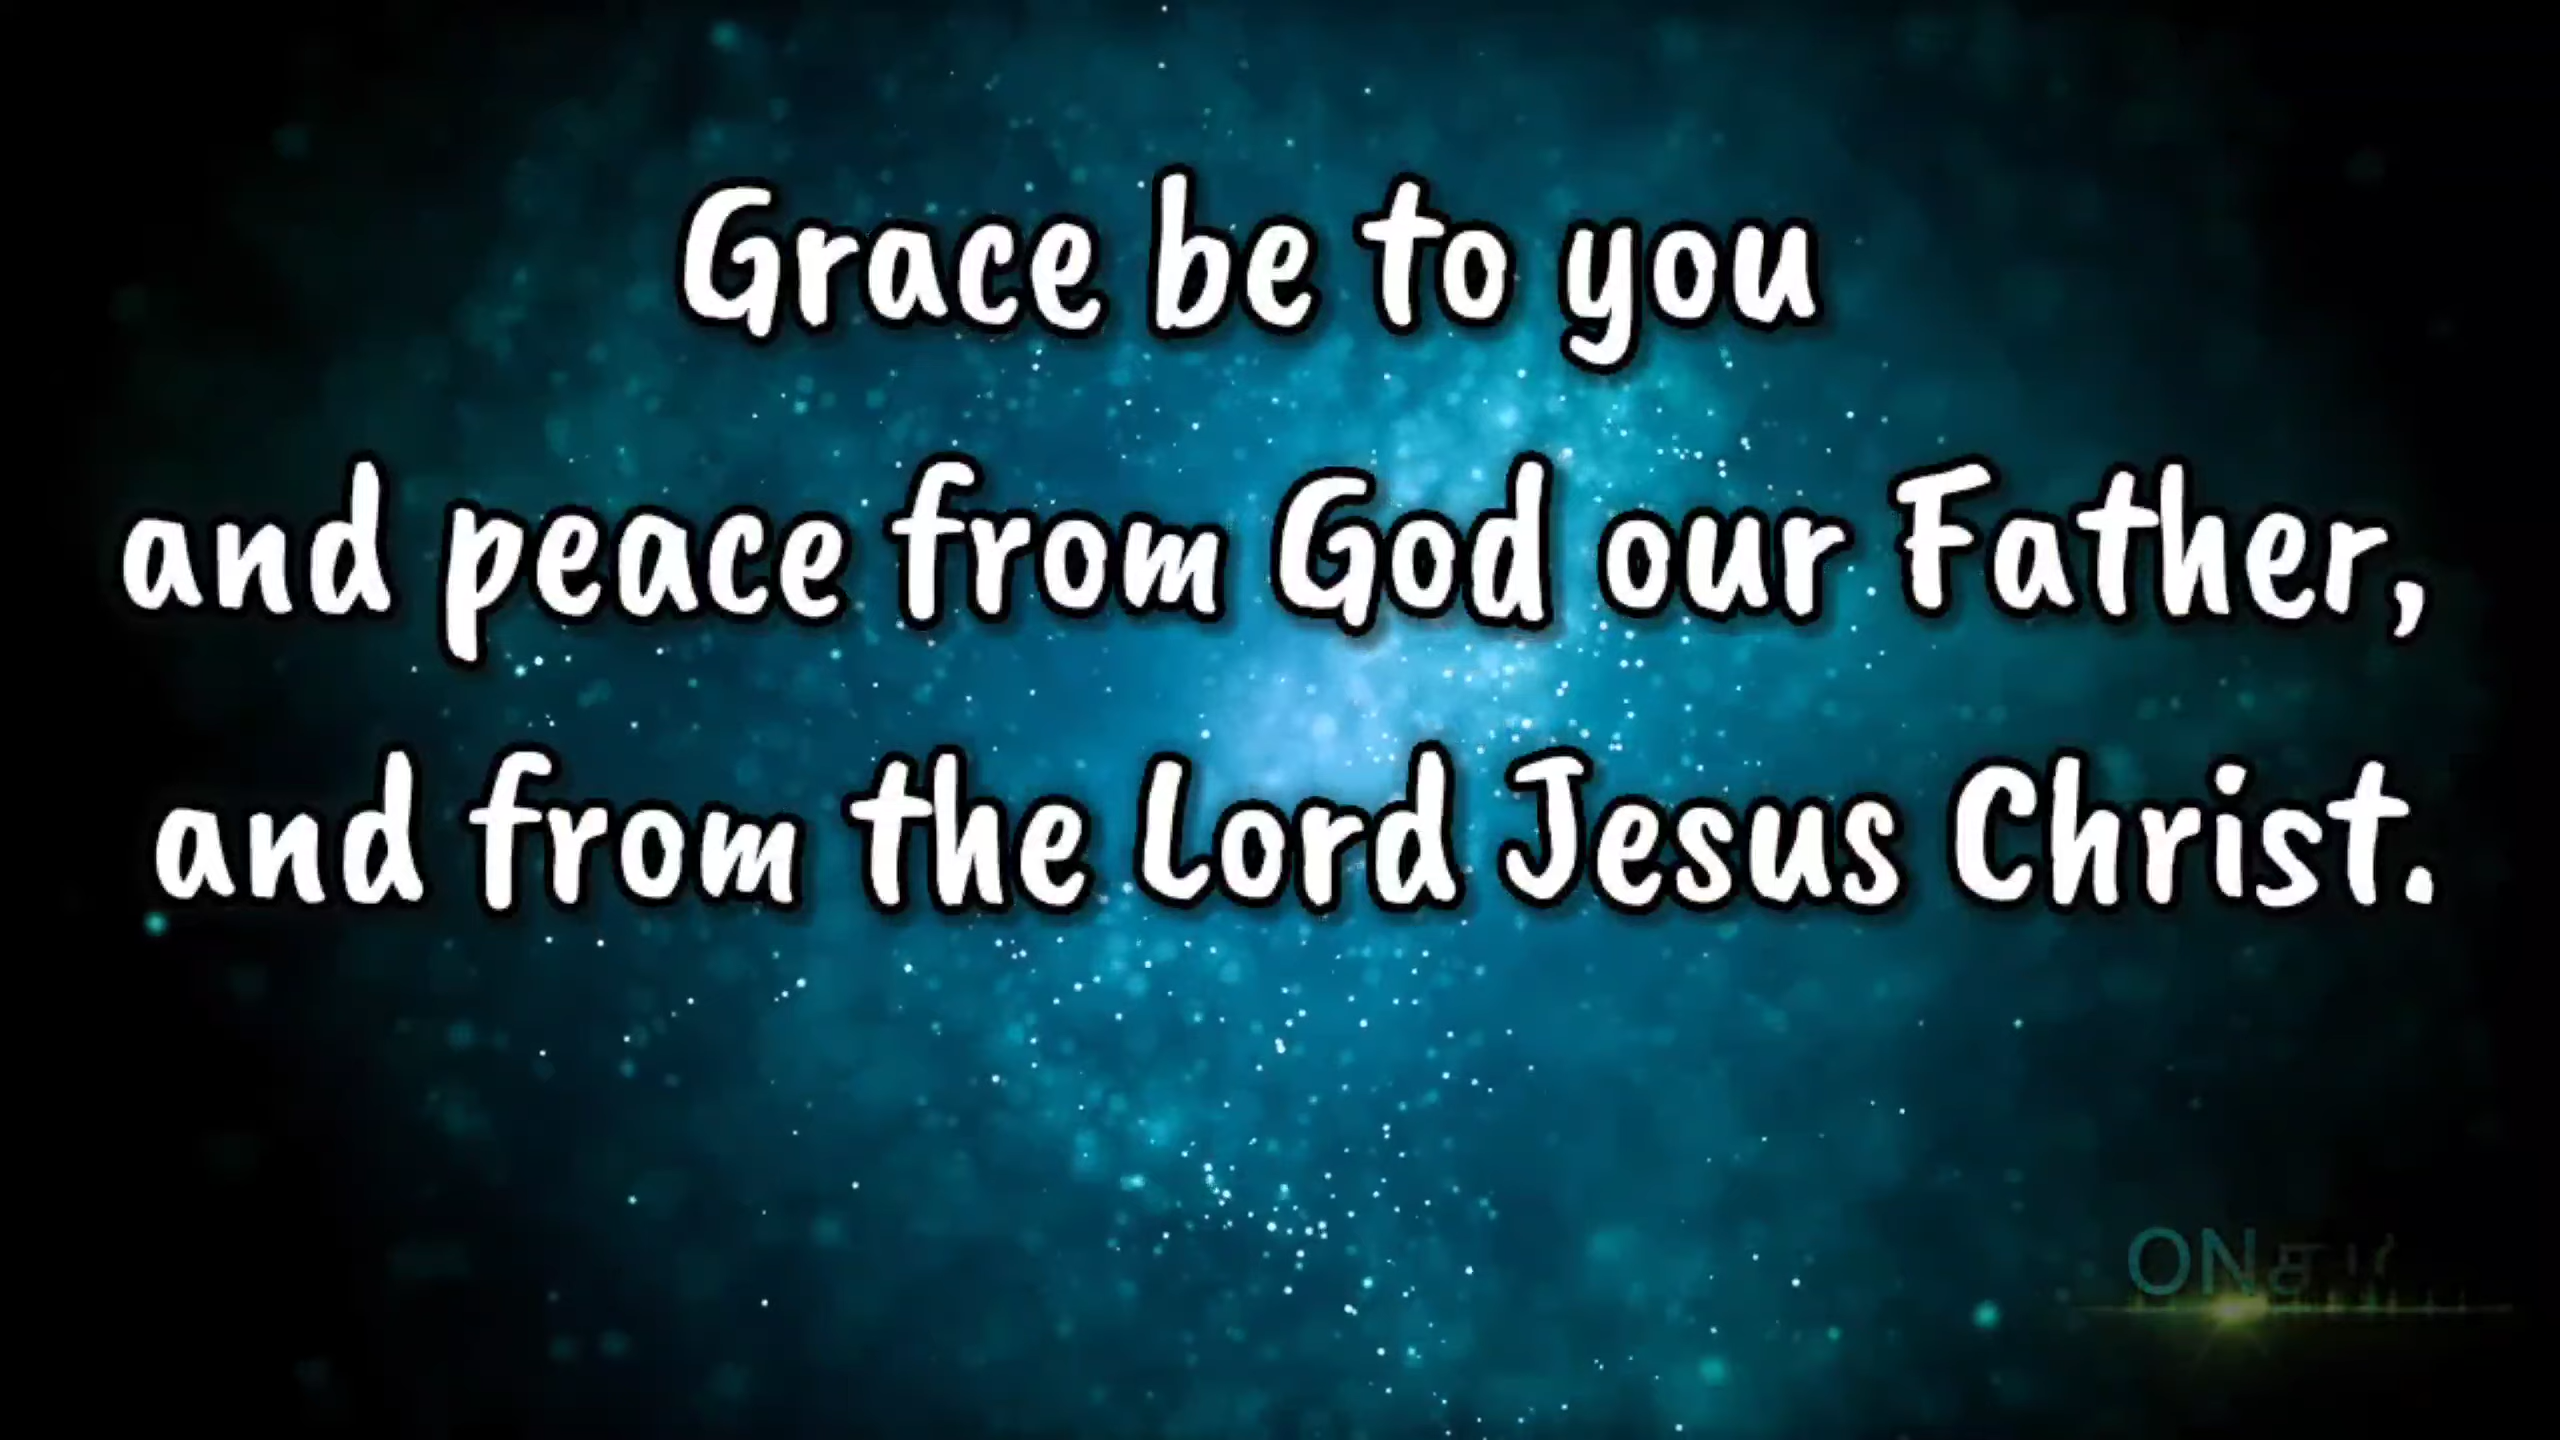 Grace be to you
and peace from God our Father,
and from the Lord Jesus Christ.